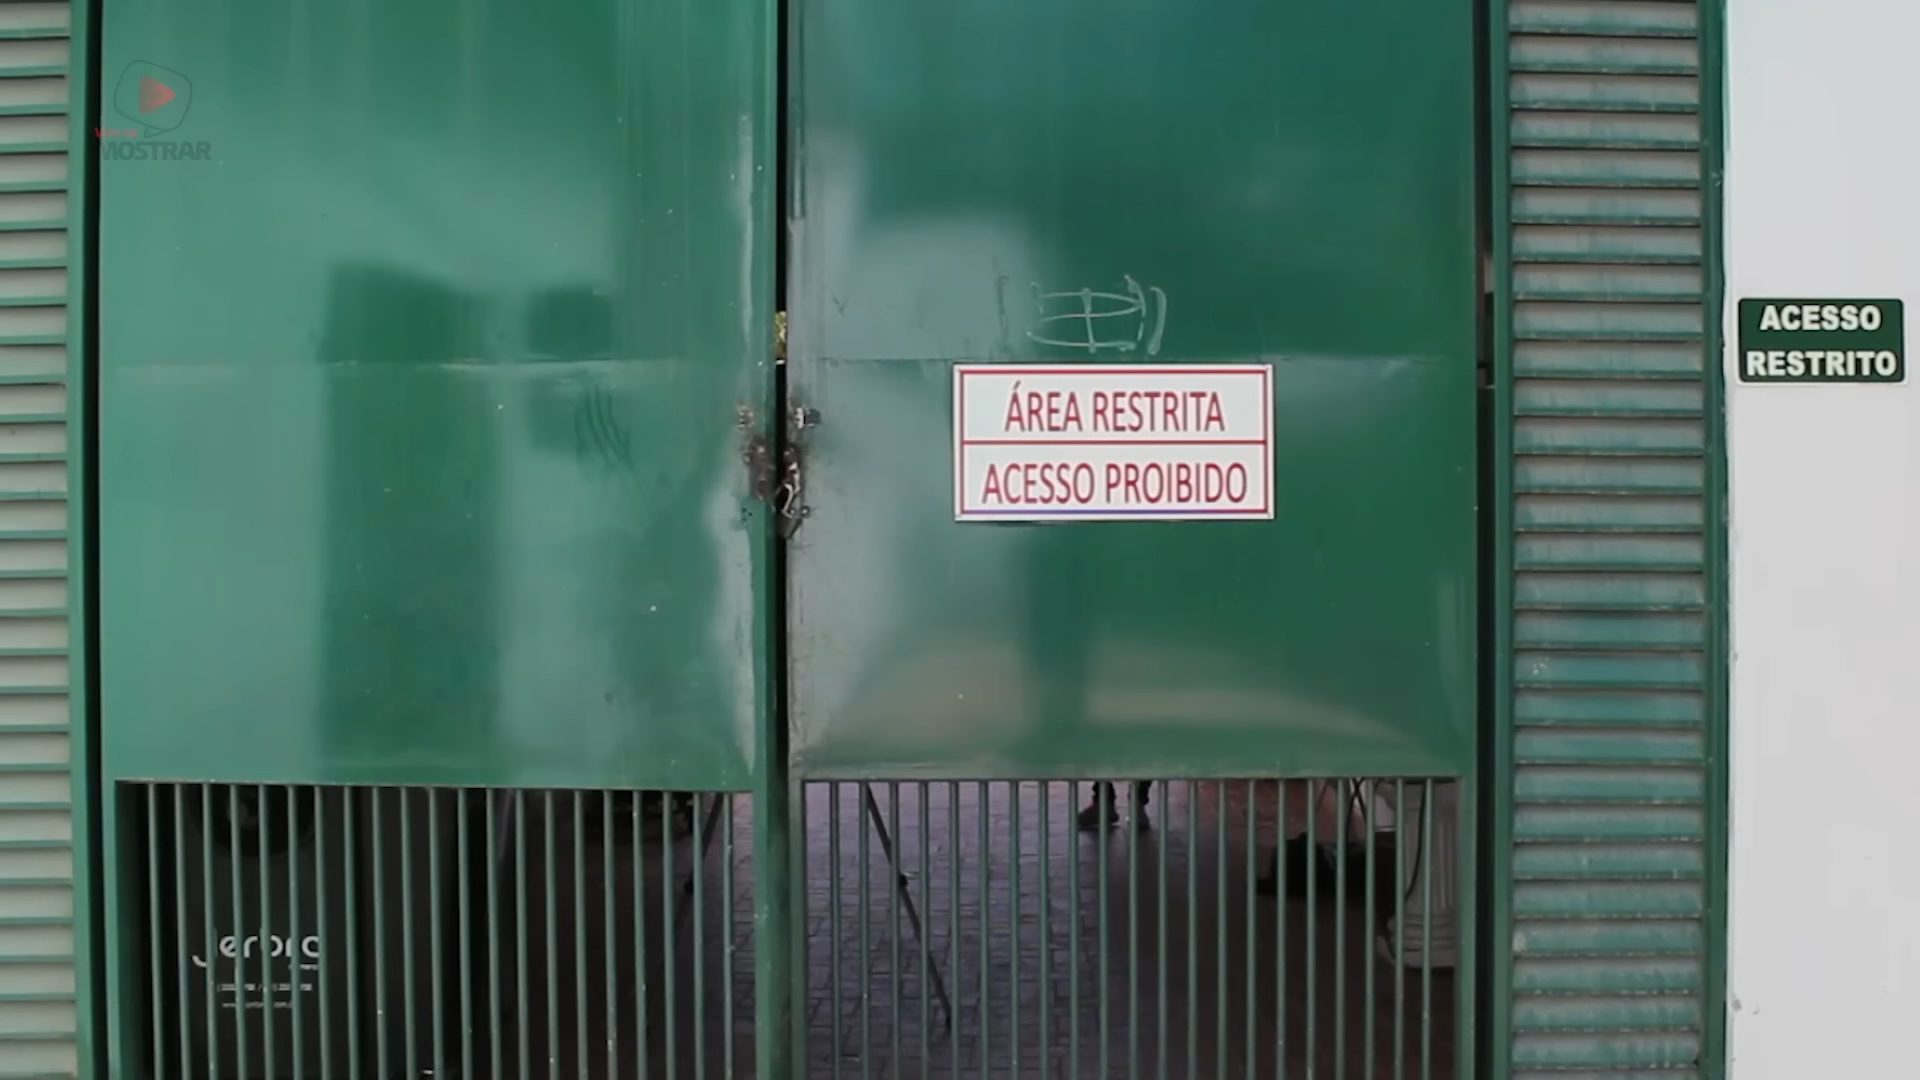 MOSTRAR
ÁREA RESTRITA
ACESSO PROIBIDO
ACESSO
RESTRITO